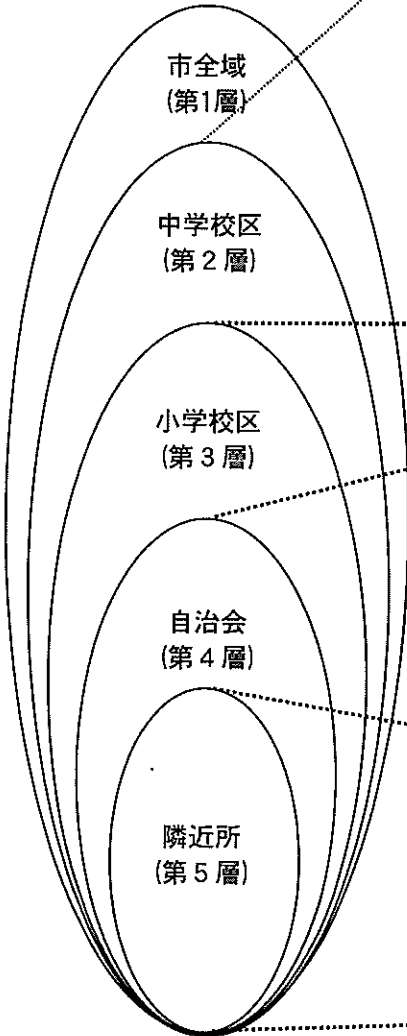 市全域
(第1層)
中学校区
(第2層)
小学校区
(第3層)
自治会
(第4層)
隣近所
(第5層)